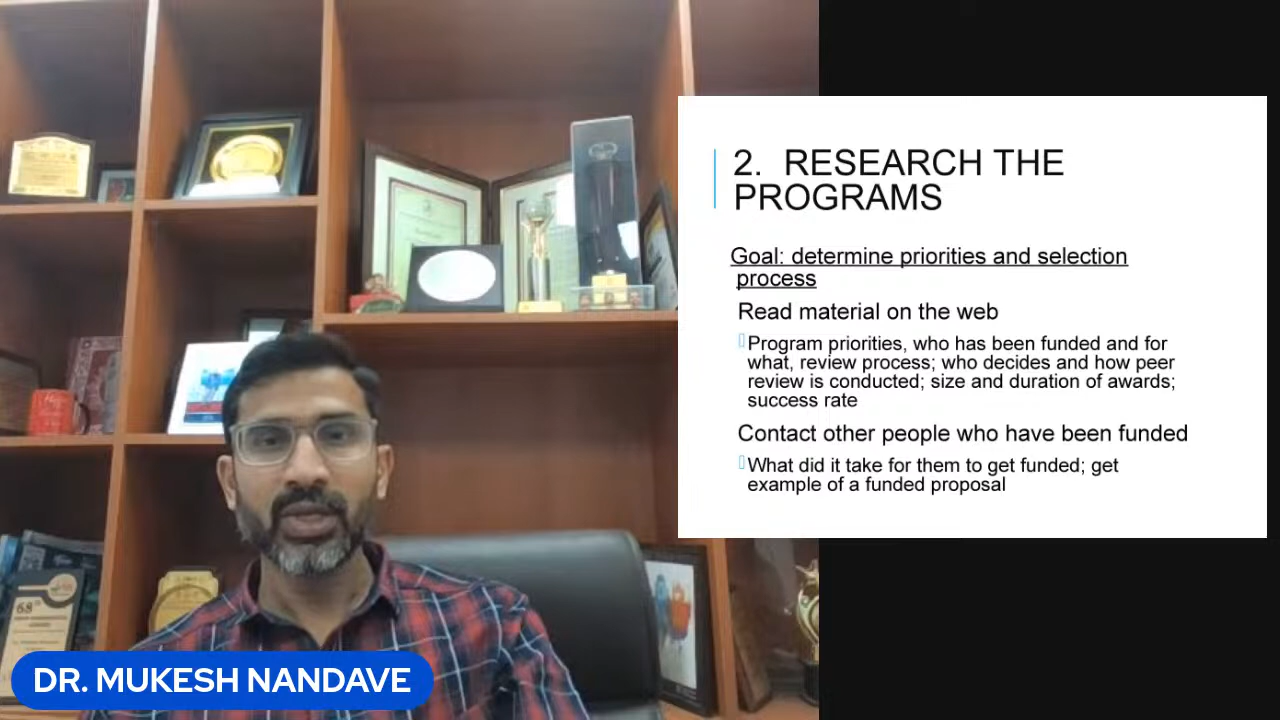 2. RESEARCH THE
PROGRAMS
Goal: determine priorities and selection
process
Read material on the web
Program priorities, who has been funded and for
what, review process; who decides and how peer
review is conducted; size and duration of awards;
success rate
Contact other people who have been funded
What did it take for them to get funded; get
example of a funded proposal
68
DR. MUKESH NANDAVE